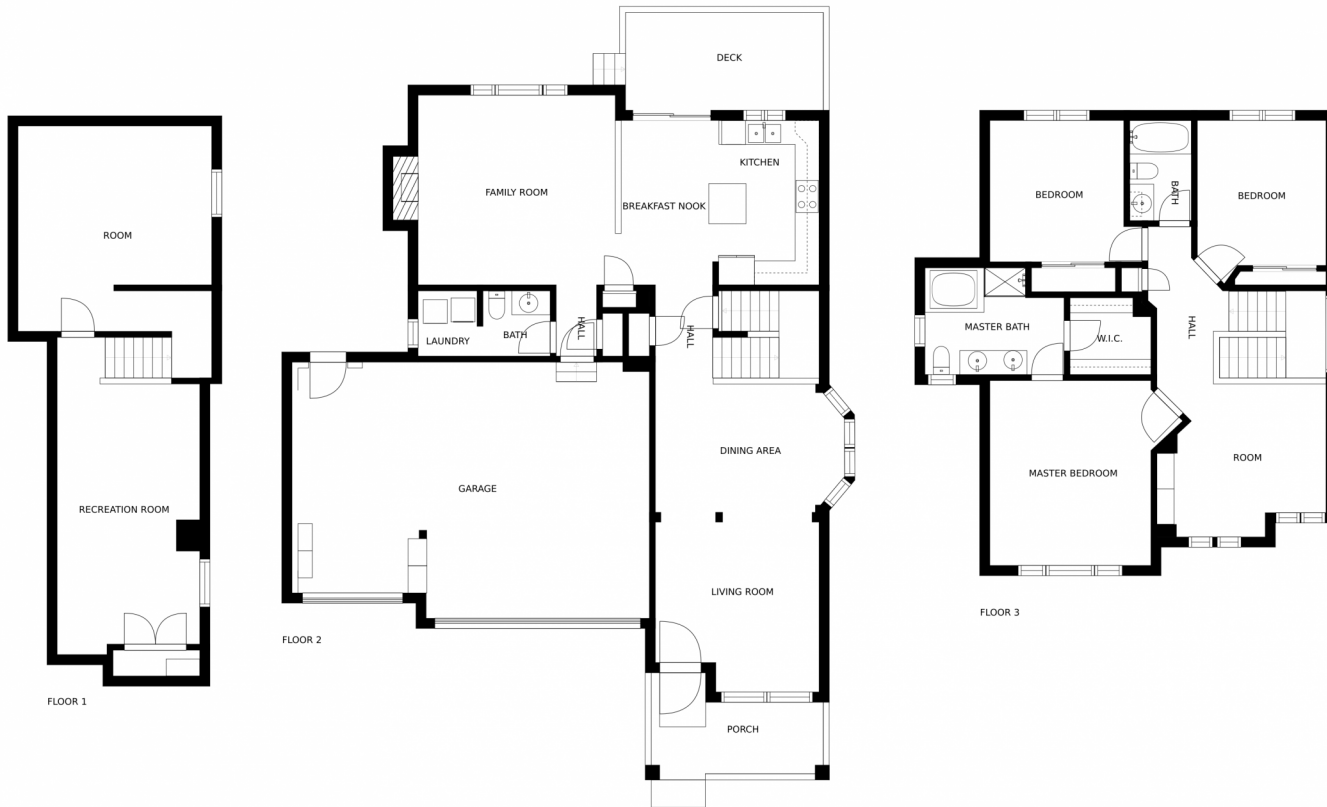 ROOM
RECREATION ROOM
FLOOR 1
DECK
KITCHEN
FAMILY ROOM
BREAKFAST NOOK
LAUNDRY
BATH
HALL
HALL
DINING AREA
GARAGE
LIVING ROOM
FLOOR 2
PORCH
BEDROOM
BATH
BEDROOM
MASTER BATH
W.I.C.
HALL
MASTER BEDROOM
ROOM
FLOOR 3